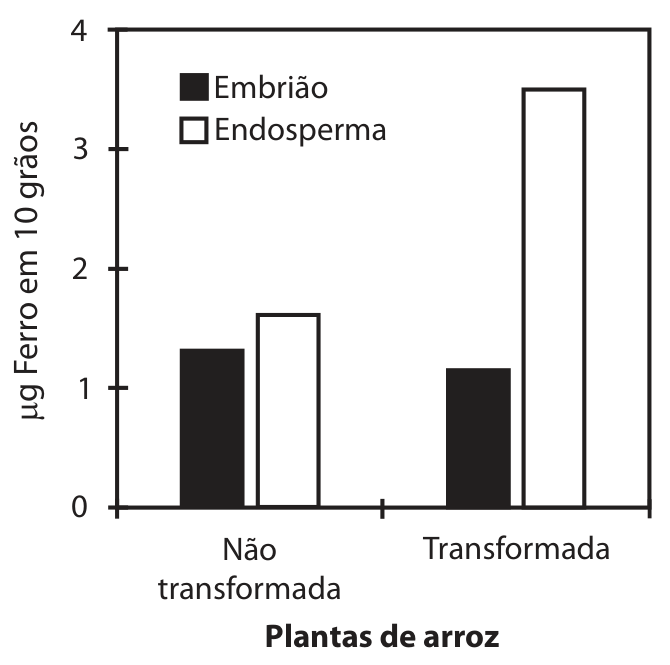 4
Embrião
Endosperma
3
2
1
0
µg Ferro em 10 grãos
Não
transformada
Transformada
Plantas de arroz